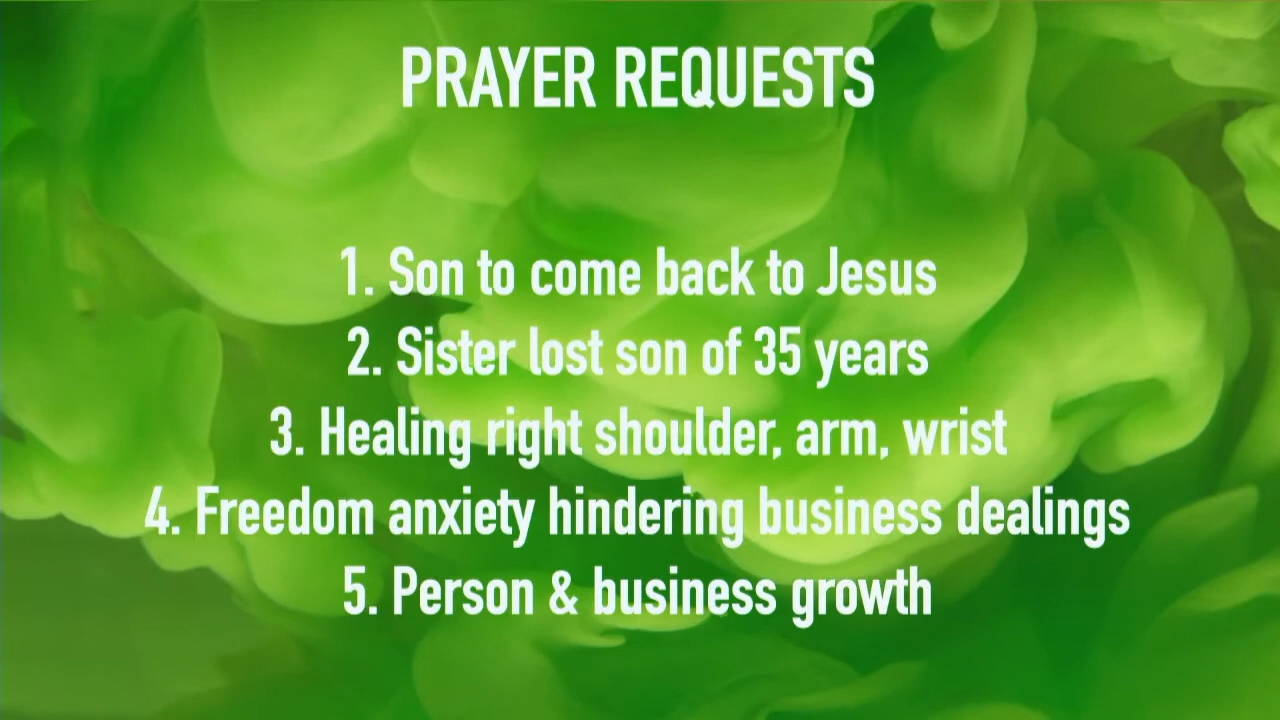 PRAYER REQUESTS
1. Son to come back to Jesus
2. Sister lost son of 35 years
3. Healing right shoulder, arm, wrist
4. Freedom anxiety hindering business dealings
5. Person & business growth